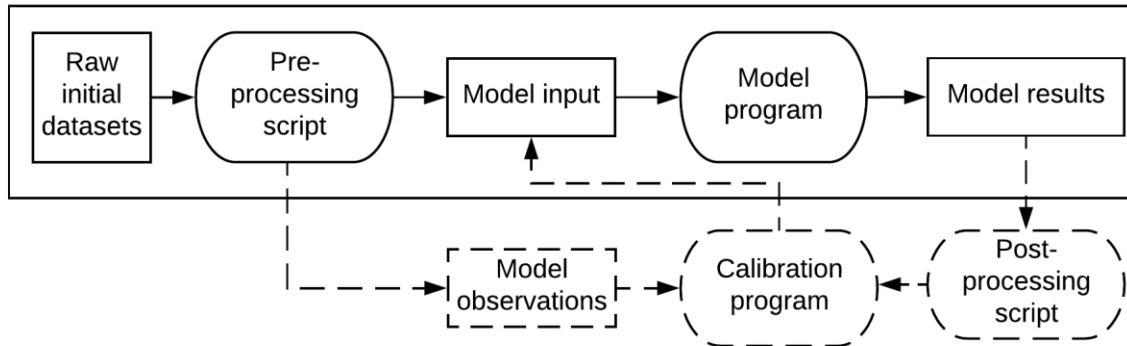 Raw
initial
datasets
Pre-
processing
script
Model input
Model
program
Model results
Model
observations
Calibration
program
Post-
processing
script